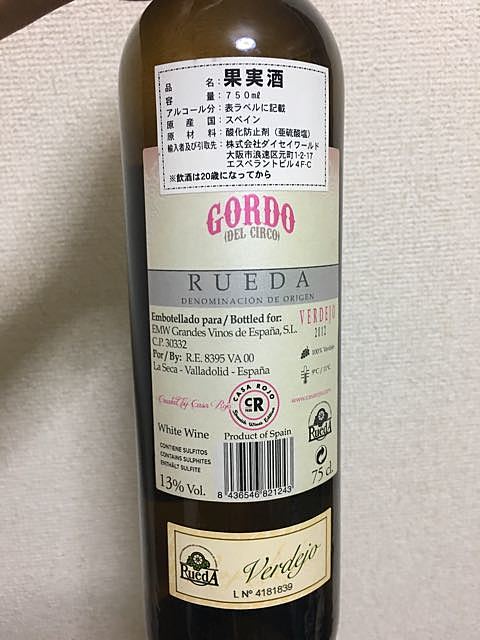 品　　　名：果実酒
容　　　量：７５０㎖
アルコール分：表ラベルに記載
原　産　国：スペイン
原　材　料：酸化防止剤（亜硫酸塩）
輸入者及び引取先：株式会社ダイセイワールド
大阪市浪速区元町1-2-17
エスペラントビル４F-C
※飲酒は20歳になってから
GORDO
(DEL CIRCO)
RUEDA
DENOMINACIÓN DE ORIGEN
Embotellado para / Bottled for:
EMW Grandes Vinos de España, S.L.
C.P. 30332
Por / By: R.E. 8395 VA 00
La Seca - Valladolid - España
VERDEJO
2012
100% Verdejo
9ºC / 11ºC
Created by Casa Rojo
CASA ROJO
CR
www.casarojo.com
White Wine
Product of Spain
RUEDA
CONTIENE SULFITOS
CONTAINS SULPHITES
ENTHÄLT SULFITE
13% Vol.
8 436546 821243
75 cl.
RUEDA
Verdejo
L Nº 4181839